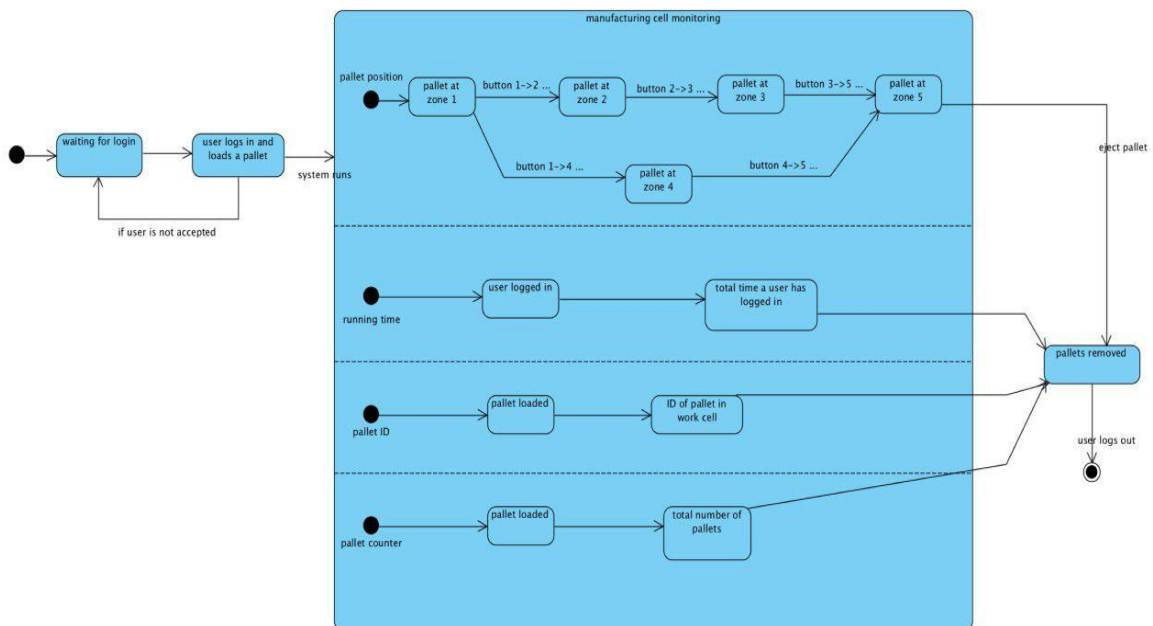 manufacturing cell monitoring
pallet position
pallet at
zone 1
button 1->2 ...
pallet at
zone 2
button 2->3 ...
pallet at
zone 3
button 3->5 ...
pallet at
zone 5
waiting for login
user logs in and
loads a pallet
system runs
if user is not accepted
button 1->4 ...
pallet at
zone 4
button 4->5 ...
eject pallet
user logged in
total time a user has
logged in
running time
pallets removed
pallet loaded
ID of pallet in
work cell
pallet ID
user logs out
pallet loaded
total number of
pallets
pallet counter